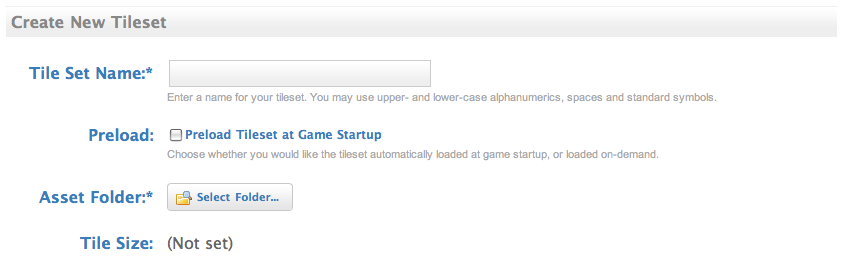 Create New Tileset
Tile Set Name:*
Enter a name for your tileset. You may use upper- and lower-case alphanumerics, spaces and standard symbols.
Preload: Preload Tileset at Game Startup
Choose whether you would like the tileset automatically loaded at game startup, or loaded on-demand.
Asset Folder:* Select Folder...
Tile Size: (Not set)